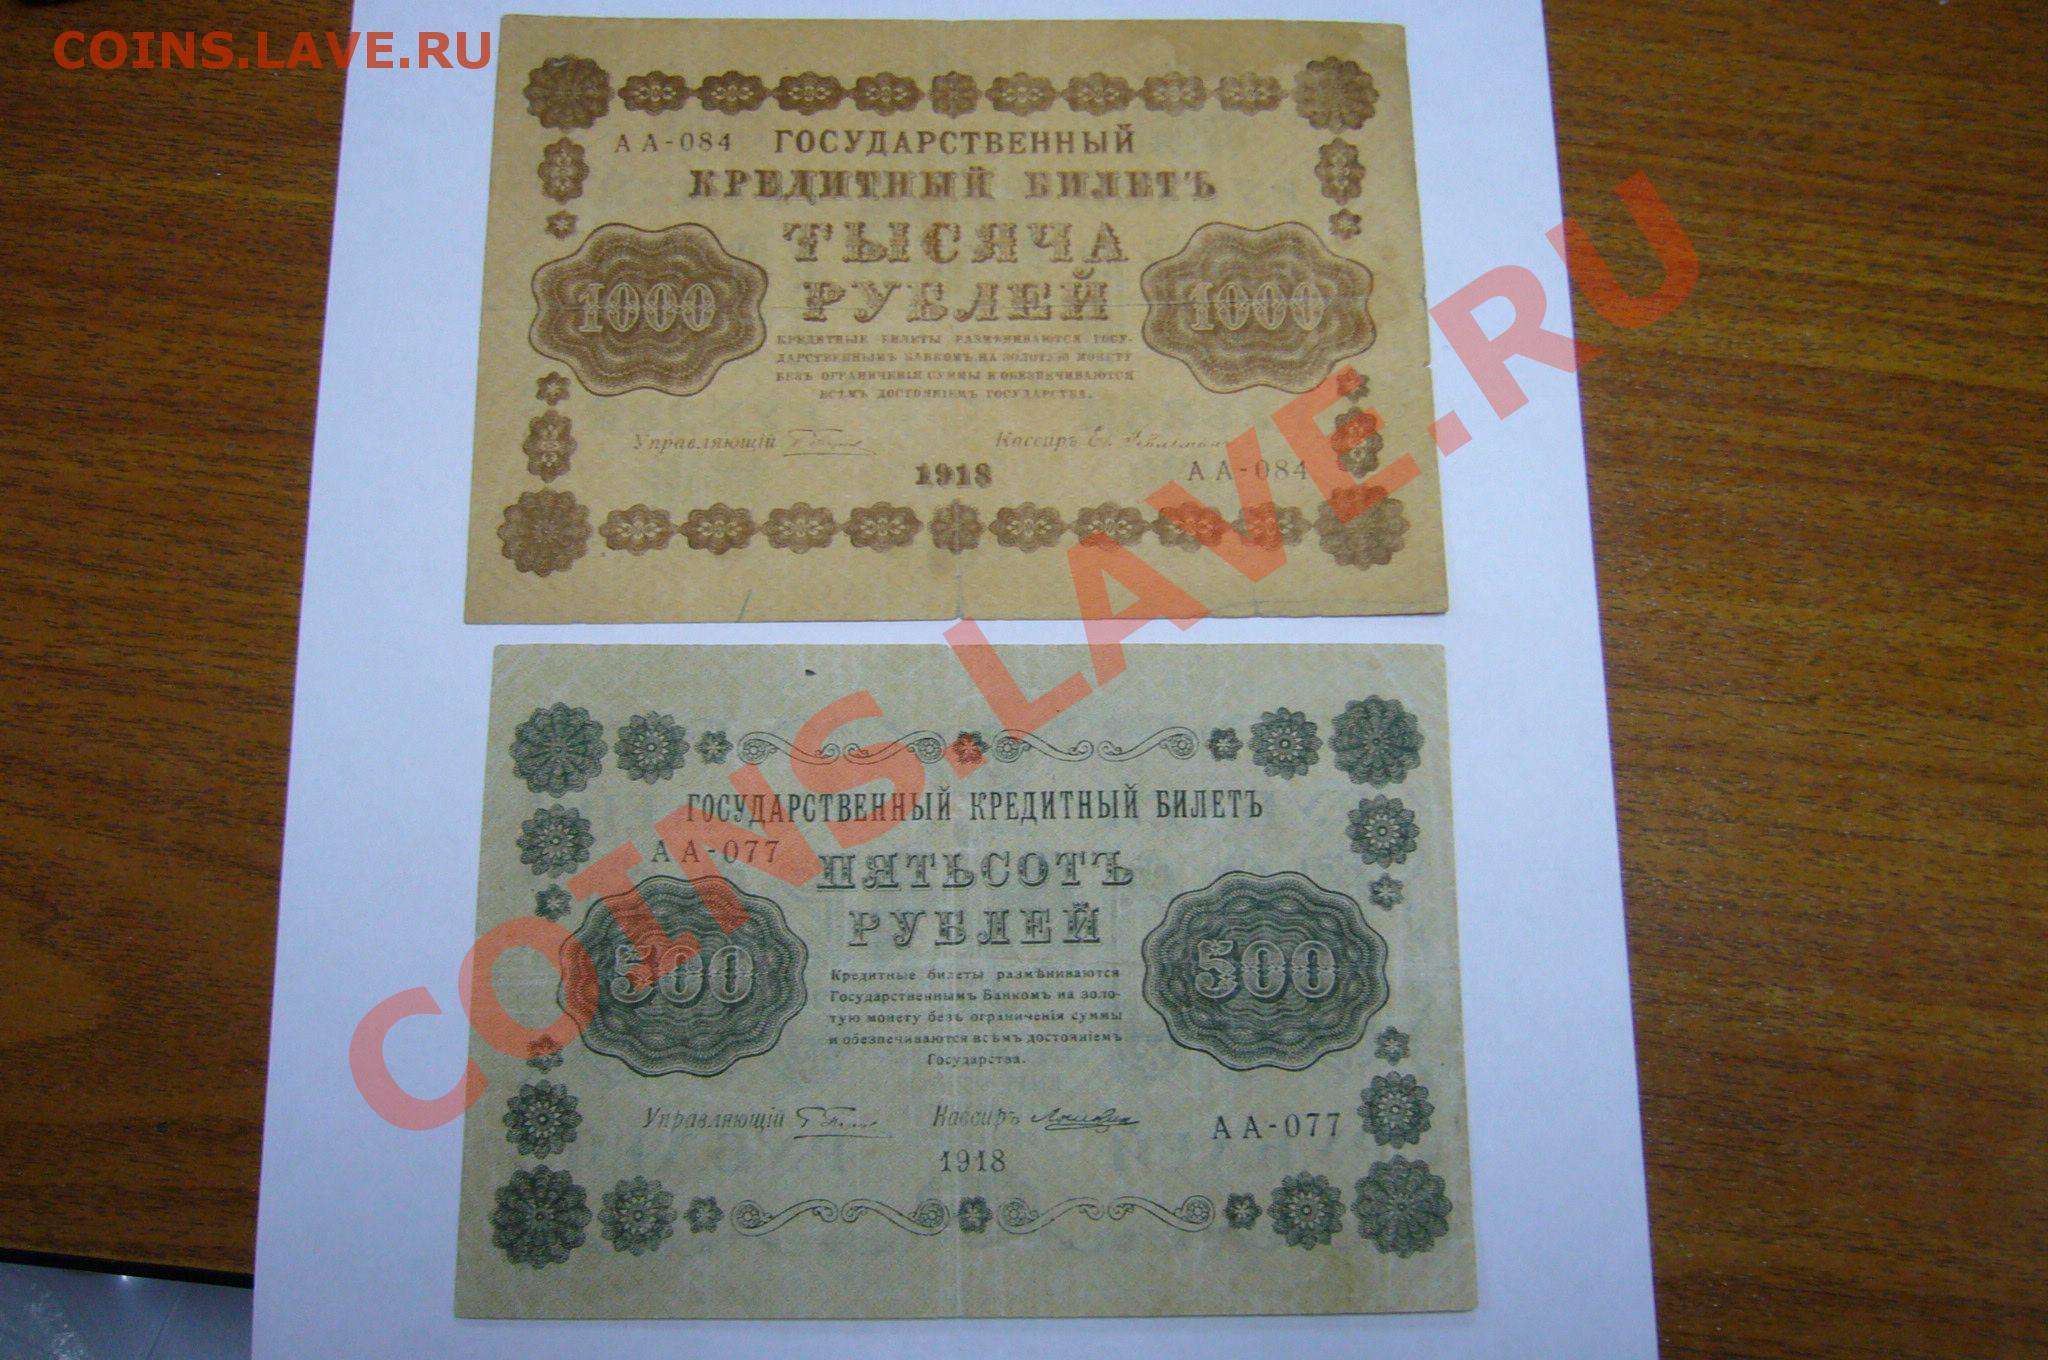 COINS.LAVE.RU
АА-084 ГОСУДАРСТВЕННЫЙ
КРЕДИТНЫЙ БИЛЕТЪ
ТЫСЯЧА
РУБЛЕЙ
1000 1000
КРЕДИТНЫЕ БИЛЕТЫ РАЗМѢНИВАЮТСЯ ГОСУ-
ДАРСТВЕННЫМЪ БАНКОМЪ НА ЗОЛОТУЮ МОНЕТУ
БЕЗЪ ОГРАНИЧЕНІЯ СУММЫ И ОБЕЗПЕЧИВАЮТСЯ
ВСѢМЪ ДОСТОЯНІЕМЪ ГОСУДАРСТВА.
Управляющій Кассиръ
1918 АА-084
COINS.LAVE.RU
ГОСУДАРСТВЕННЫЙ КРЕДИТНЫЙ БИЛЕТЪ
АА-077 ПЯТЬСОТЪ
РУБЛЕЙ
500 500
Кредитные билеты размѣниваются
Государственнымъ Банкомъ на золо-
тую монету безъ ограниченія суммы
и обезпечиваются всѣмъ достояніемъ
Государства.
Управляющій Кассиръ АА-077
1918